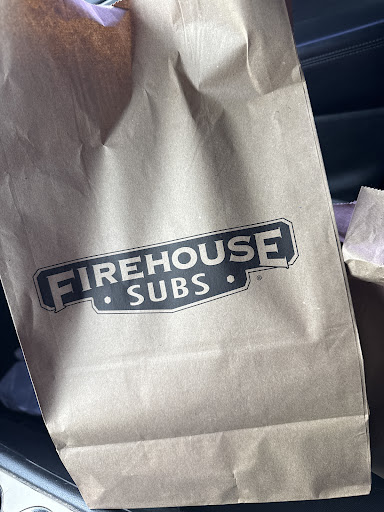 FIREHOUSE
• SUBS •
®